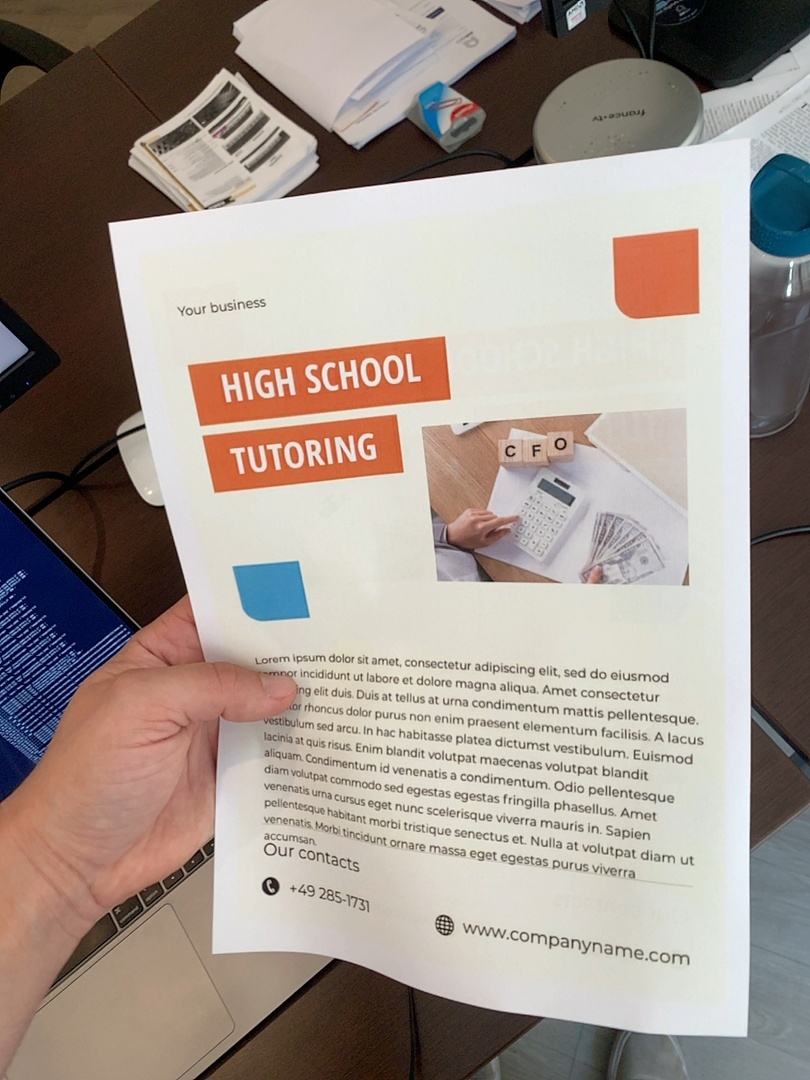 france•tv
Your business
HIGH SCHOOL
TUTORING
C F O
Lorem ipsum dolor sit amet, consectetur adipiscing elit, sed do eiusmod
incididunt ut labore et dolore magna aliqua. Amet consectetur
elit duis. Duis at tellus at urna condimentum mattis pellentesque.
rhoncus dolor purus non enim praesent elementum facilisis. A lacus
vestibulum sed arcu. In hac habitasse platea dictumst vestibulum. Euismod
lacinia at quis risus. Enim blandit volutpat maecenas volutpat blandit
aliquam. Condimentum id venenatis a condimentum. Odio pellentesque
diam volutpat commodo sed egestas egestas fringilla phasellus. Amet
venenatis urna cursus eget nunc scelerisque viverra mauris in. Sapien
pellentesque habitant morbi tristique senectus et. Nulla at volutpat diam ut
venenatis. Morbi tincidunt ornare massa eget egestas purus viverra
accumsan.
Our contacts
+49 285-1731
www.companyname.com